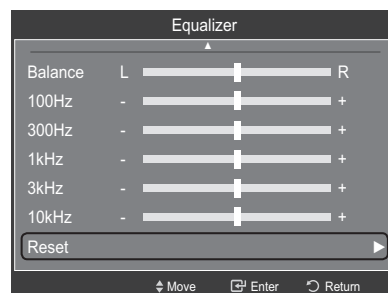 Equalizer
▲
Balance L R
100Hz - +
300Hz - +
1kHz - +
3kHz - +
10kHz - +
Reset ▶
Move Enter Return